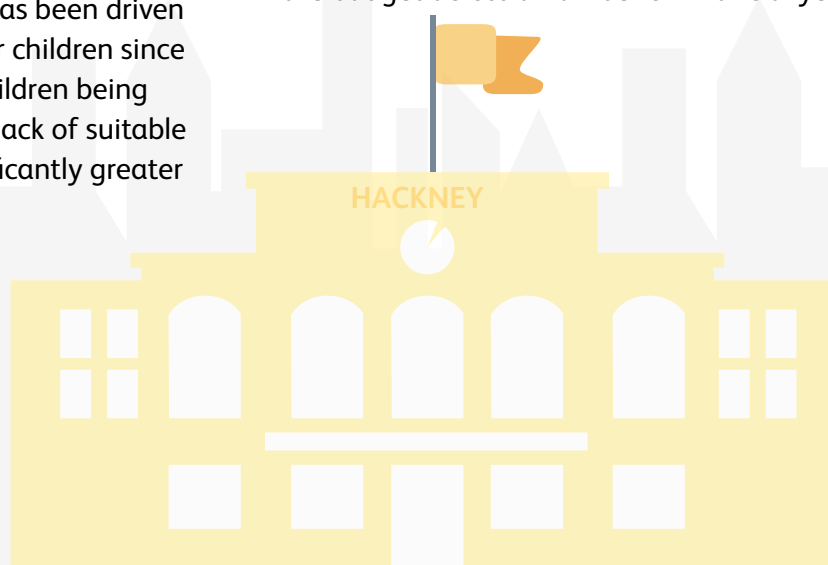 as been driven
children since
ildren being
ack of suitable
icantly greater
HACKNEY